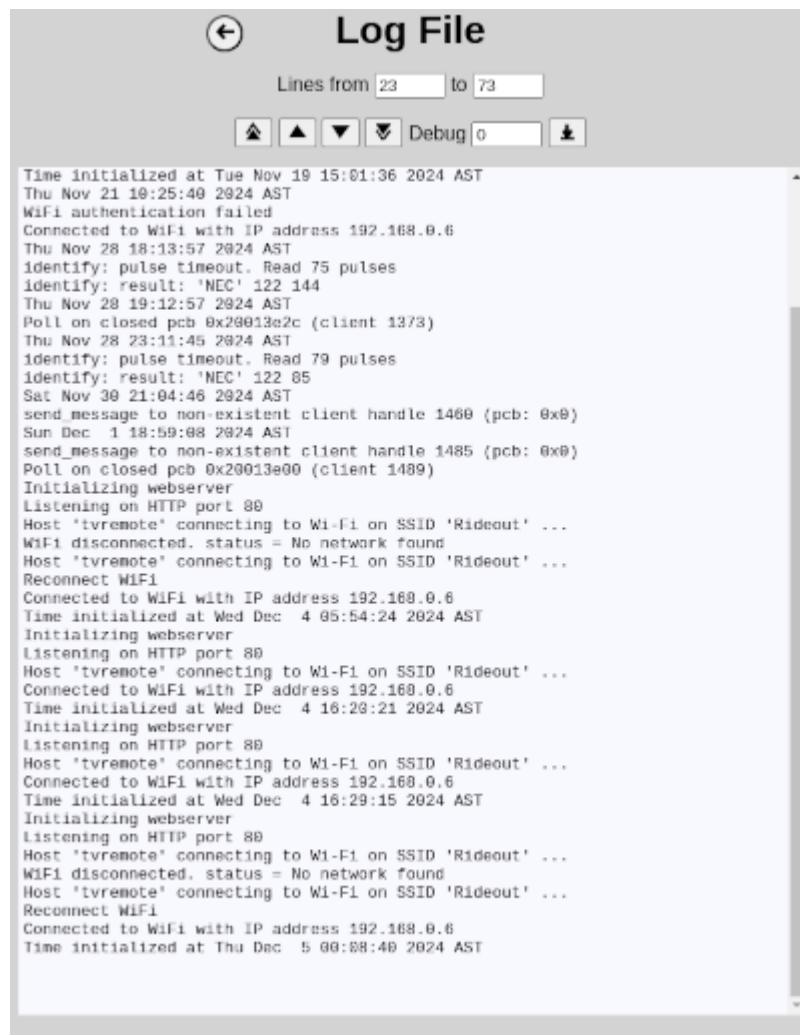 Log File
Lines from 23 to 73
Debug 0
Time initialized at Tue Nov 19 15:01:36 2024 AST
Thu Nov 21 10:25:40 2024 AST
WiFi authentication failed
Connected to WiFi with IP address 192.168.0.6
Thu Nov 28 18:13:57 2024 AST
identify: pulse timeout. Read 75 pulses
identify: result: 'NEC' 122 144
Thu Nov 28 19:12:57 2024 AST
Poll on closed pcb 0x20013e2c (client 1373)
Thu Nov 28 23:11:45 2024 AST
identify: pulse timeout. Read 79 pulses
identify: result: 'NEC' 122 85
Sat Nov 30 21:04:46 2024 AST
send_message to non-existent client handle 1460 (pcb: 0x0)
Sun Dec  1 18:59:08 2024 AST
send_message to non-existent client handle 1485 (pcb: 0x0)
Poll on closed pcb 0x20013e00 (client 1489)
Initializing webserver
Listening on HTTP port 80
Host 'tvremote' connecting to Wi-Fi on SSID 'Rideout' ...
WiFi disconnected. status = No network found
Host 'tvremote' connecting to Wi-Fi on SSID 'Rideout' ...
Reconnect WiFi
Connected to WiFi with IP address 192.168.0.6
Time initialized at Wed Dec  4 05:54:24 2024 AST
Initializing webserver
Listening on HTTP port 80
Host 'tvremote' connecting to Wi-Fi on SSID 'Rideout' ...
Connected to WiFi with IP address 192.168.0.6
Time initialized at Wed Dec  4 16:20:21 2024 AST
Initializing webserver
Listening on HTTP port 80
Host 'tvremote' connecting to Wi-Fi on SSID 'Rideout' ...
Connected to WiFi with IP address 192.168.0.6
Time initialized at Wed Dec  4 16:29:15 2024 AST
Initializing webserver
Listening on HTTP port 80
Host 'tvremote' connecting to Wi-Fi on SSID 'Rideout' ...
WiFi disconnected. status = No network found
Host 'tvremote' connecting to Wi-Fi on SSID 'Rideout' ...
Reconnect WiFi
Connected to WiFi with IP address 192.168.0.6
Time initialized at Thu Dec  5 00:08:40 2024 AST